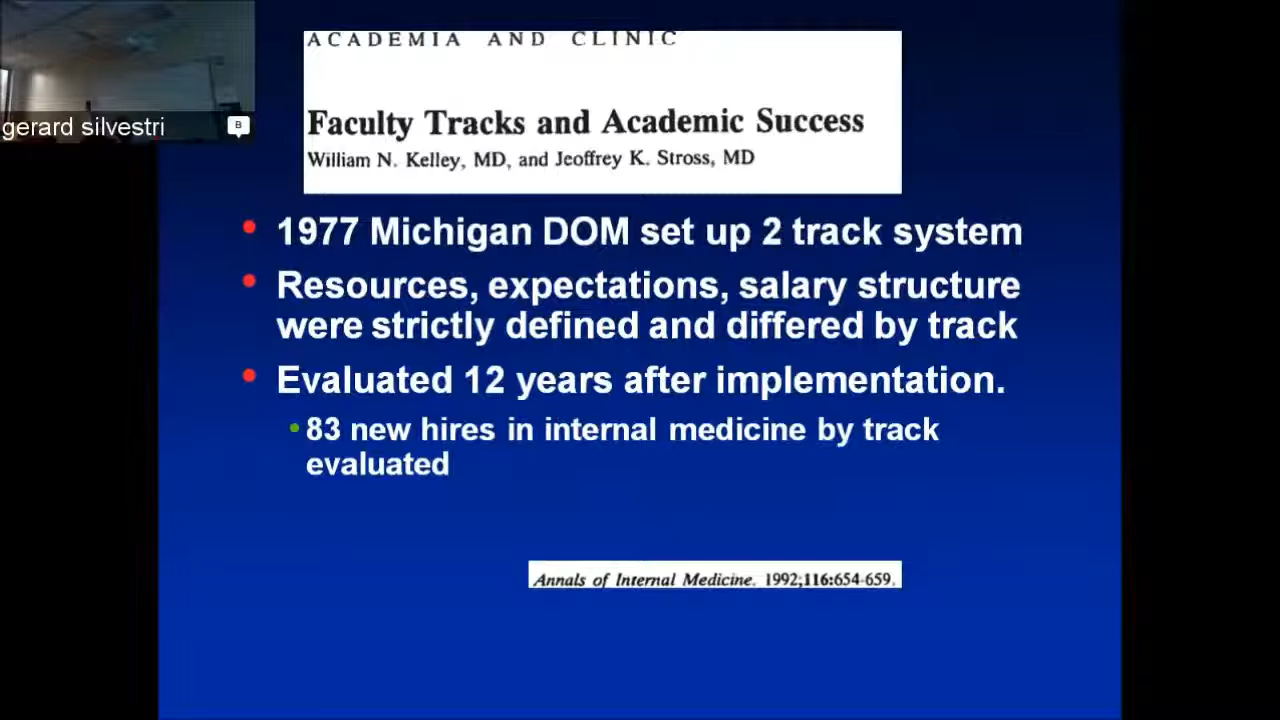 gerard silvestri
B
ACADEMIA AND CLINIC
Faculty Tracks and Academic Success
William N. Kelley, MD, and Jeoffrey K. Stross, MD
• 1977 Michigan DOM set up 2 track system
• Resources, expectations, salary structure
were strictly defined and differed by track
• Evaluated 12 years after implementation.
• 83 new hires in internal medicine by track
evaluated
Annals of Internal Medicine. 1992;116:654-659.